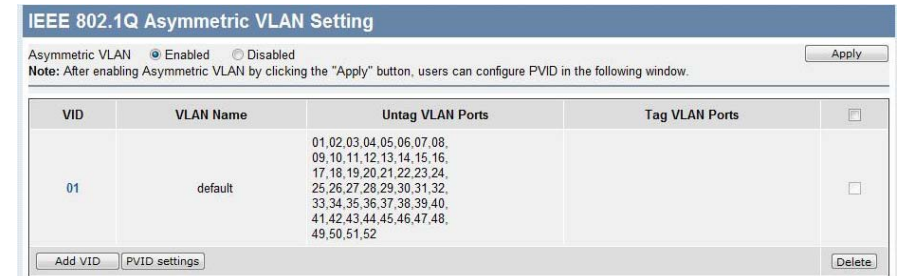 IEEE 802.1Q Asymmetric VLAN Setting
Asymmetric VLAN Enabled Disabled Apply
Note: After enabling Asymmetric VLAN by clicking the "Apply" button, users can configure PVID in the following window.
VID VLAN Name Untag VLAN Ports Tag VLAN Ports
01,02,03,04,05,06,07,08,
09,10,11,12,13,14,15,16,
17,18,19,20,21,22,23,24,
01 default 25,26,27,28,29,30,31,32,
33,34,35,36,37,38,39,40,
41,42,43,44,45,46,47,48,
49,50,51,52
Add VID PVID settings Delete